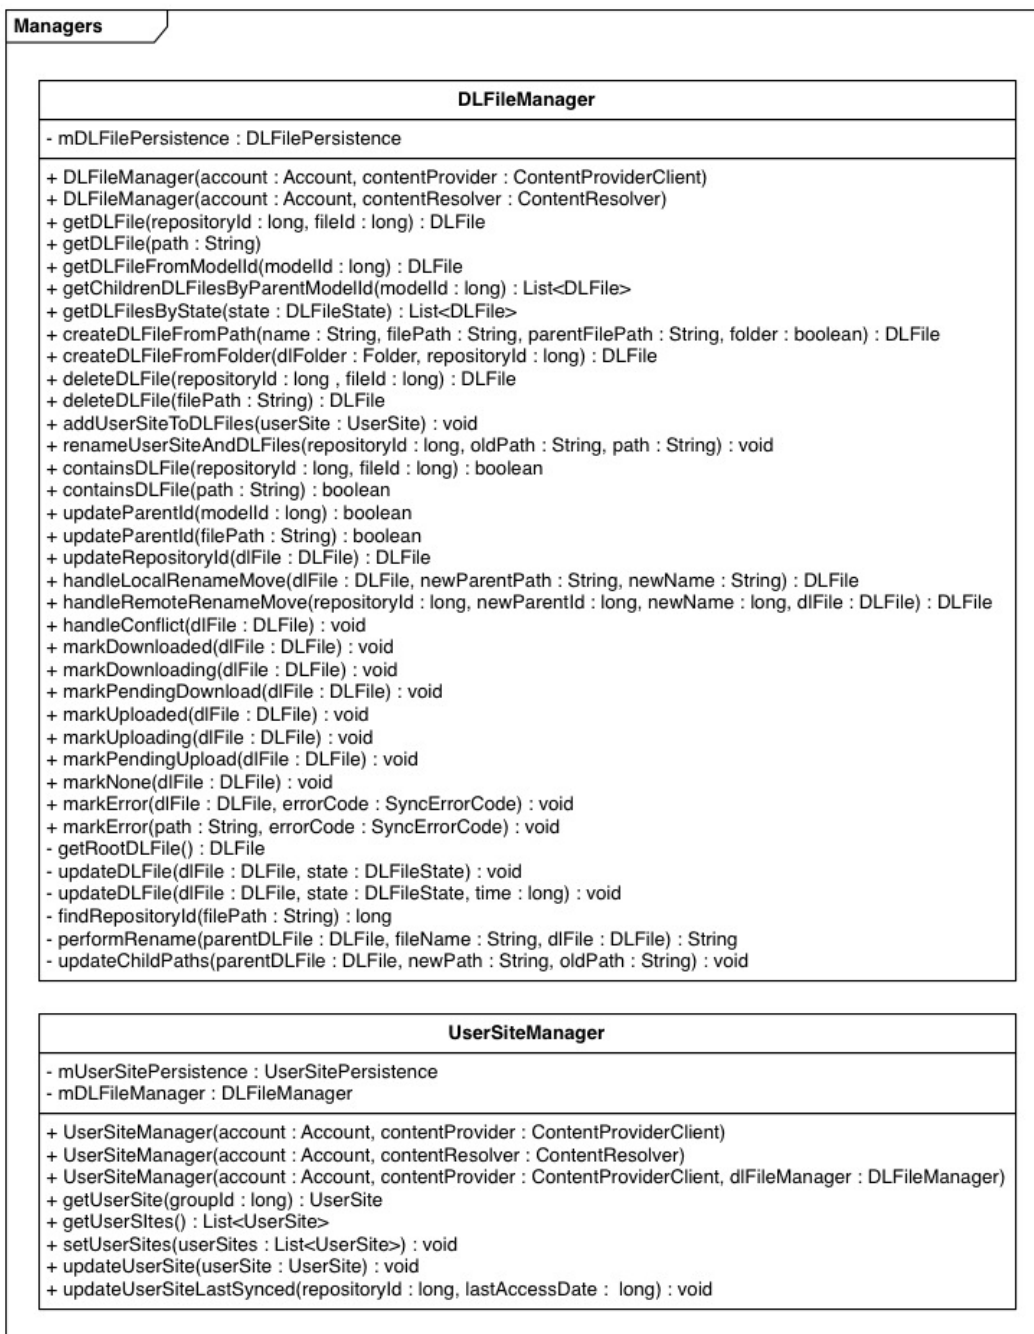 Managers
DLFileManager
- mDLFilePersistence : DLFilePersistence
+ DLFileManager(account : Account, contentProvider : ContentProviderClient)
+ DLFileManager(account : Account, contentResolver : ContentResolver)
+ getDLFile(repositoryId : long, fileId : long) : DLFile
+ getDLFile(path : String)
+ getDLFileFromModelId(modelId : long) : DLFile
+ getChildrenDLFilesByParentModelId(modelId : long) : List<DLFile>
+ getDLFilesByState(state : DLFileState) : List<DLFile>
+ createDLFileFromPath(name : String, filePath : String, parentFilePath : String, folder : boolean) : DLFile
+ createDLFileFromFolder(dlFolder : Folder, repositoryId : long) : DLFile
+ deleteDLFile(repositoryId : long , fileId : long) : DLFile
+ deleteDLFile(filePath : String) : DLFile
+ addUserSiteToDLFiles(userSite : UserSite) : void
+ renameUserSiteAndDLFiles(repositoryId : long, oldPath : String, path : String) : void
+ containsDLFile(repositoryId : long, fileId : long) : boolean
+ containsDLFile(path : String) : boolean
+ updateParentId(modelId : long) : boolean
+ updateParentId(filePath : String) : boolean
+ updateRepositoryId(dlFile : DLFile) : DLFile
+ handleLocalRenameMove(dlFile : DLFile, newParentPath : String, newName : String) : DLFile
+ handleRemoteRenameMove(repositoryId : long, newParentId : long, newName : long, dlFile : DLFile) : DLFile
+ handleConflict(dlFile : DLFile) : void
+ markDownloaded(dlFile : DLFile) : void
+ markDownloading(dlFile : DLFile) : void
+ markPendingDownload(dlFile : DLFile) : void
+ markUploaded(dlFile : DLFile) : void
+ markUploading(dlFile : DLFile) : void
+ markPendingUpload(dlFile : DLFile) : void
+ markNone(dlFile : DLFile) : void
+ markError(dlFile : DLFile, errorCode : SyncErrorCode) : void
+ markError(path : String, errorCode : SyncErrorCode) : void
- getRootDLFile() : DLFile
- updateDLFile(dlFile : DLFile, state : DLFileState) : void
- updateDLFile(dlFile : DLFile, state : DLFileState, time : long) : void
- findRepositoryId(filePath : String) : long
- performRename(parentDLFile : DLFile, fileName : String, dlFile : DLFile) : String
- updateChildPaths(parentDLFile : DLFile, newPath : String, oldPath : String) : void
UserSiteManager
- mUserSitePersistence : UserSitePersistence
- mDLFileManager : DLFileManager
+ UserSiteManager(account : Account, contentProvider : ContentProviderClient)
+ UserSiteManager(account : Account, contentResolver : ContentResolver)
+ UserSiteManager(account : Account, contentProvider : ContentProviderClient, dlFileManager : DLFileManager)
+ getUserSite(groupId : long) : UserSite
+ getUserSItes() : List<UserSite>
+ setUserSites(userSites : List<UserSite>) : void
+ updateUserSite(userSite : UserSite) : void
+ updateUserSiteLastSynced(repositoryId : long, lastAccessDate :  long) : void